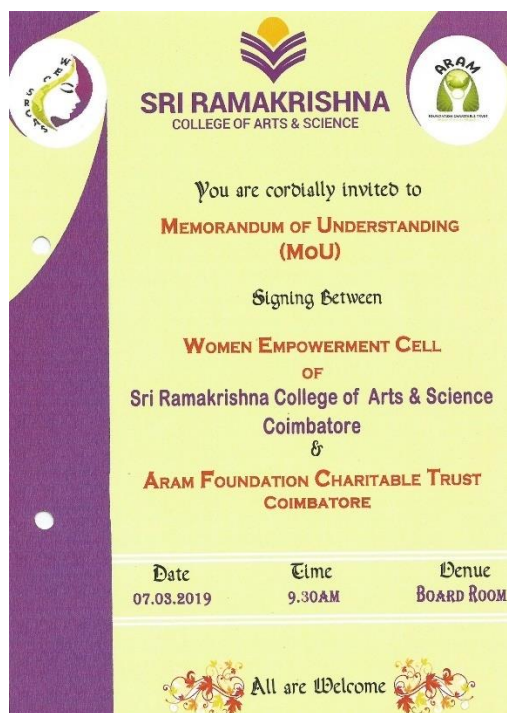 WEC SRCAS
ARAM
SRI RAMAKRISHNA
COLLEGE OF ARTS & SCIENCE
You are cordially invited to
MEMORANDUM OF UNDERSTANDING
(MOU)
Signing Between
WOMEN EMPOWERMENT CELL
OF
Sri Ramakrishna College of Arts & Science
Coimbatore
&
ARAM FOUNDATION CHARITABLE TRUST
COIMBATORE
Date Time Venue
07.03.2019 9.30AM BOARD ROOM
All are Welcome